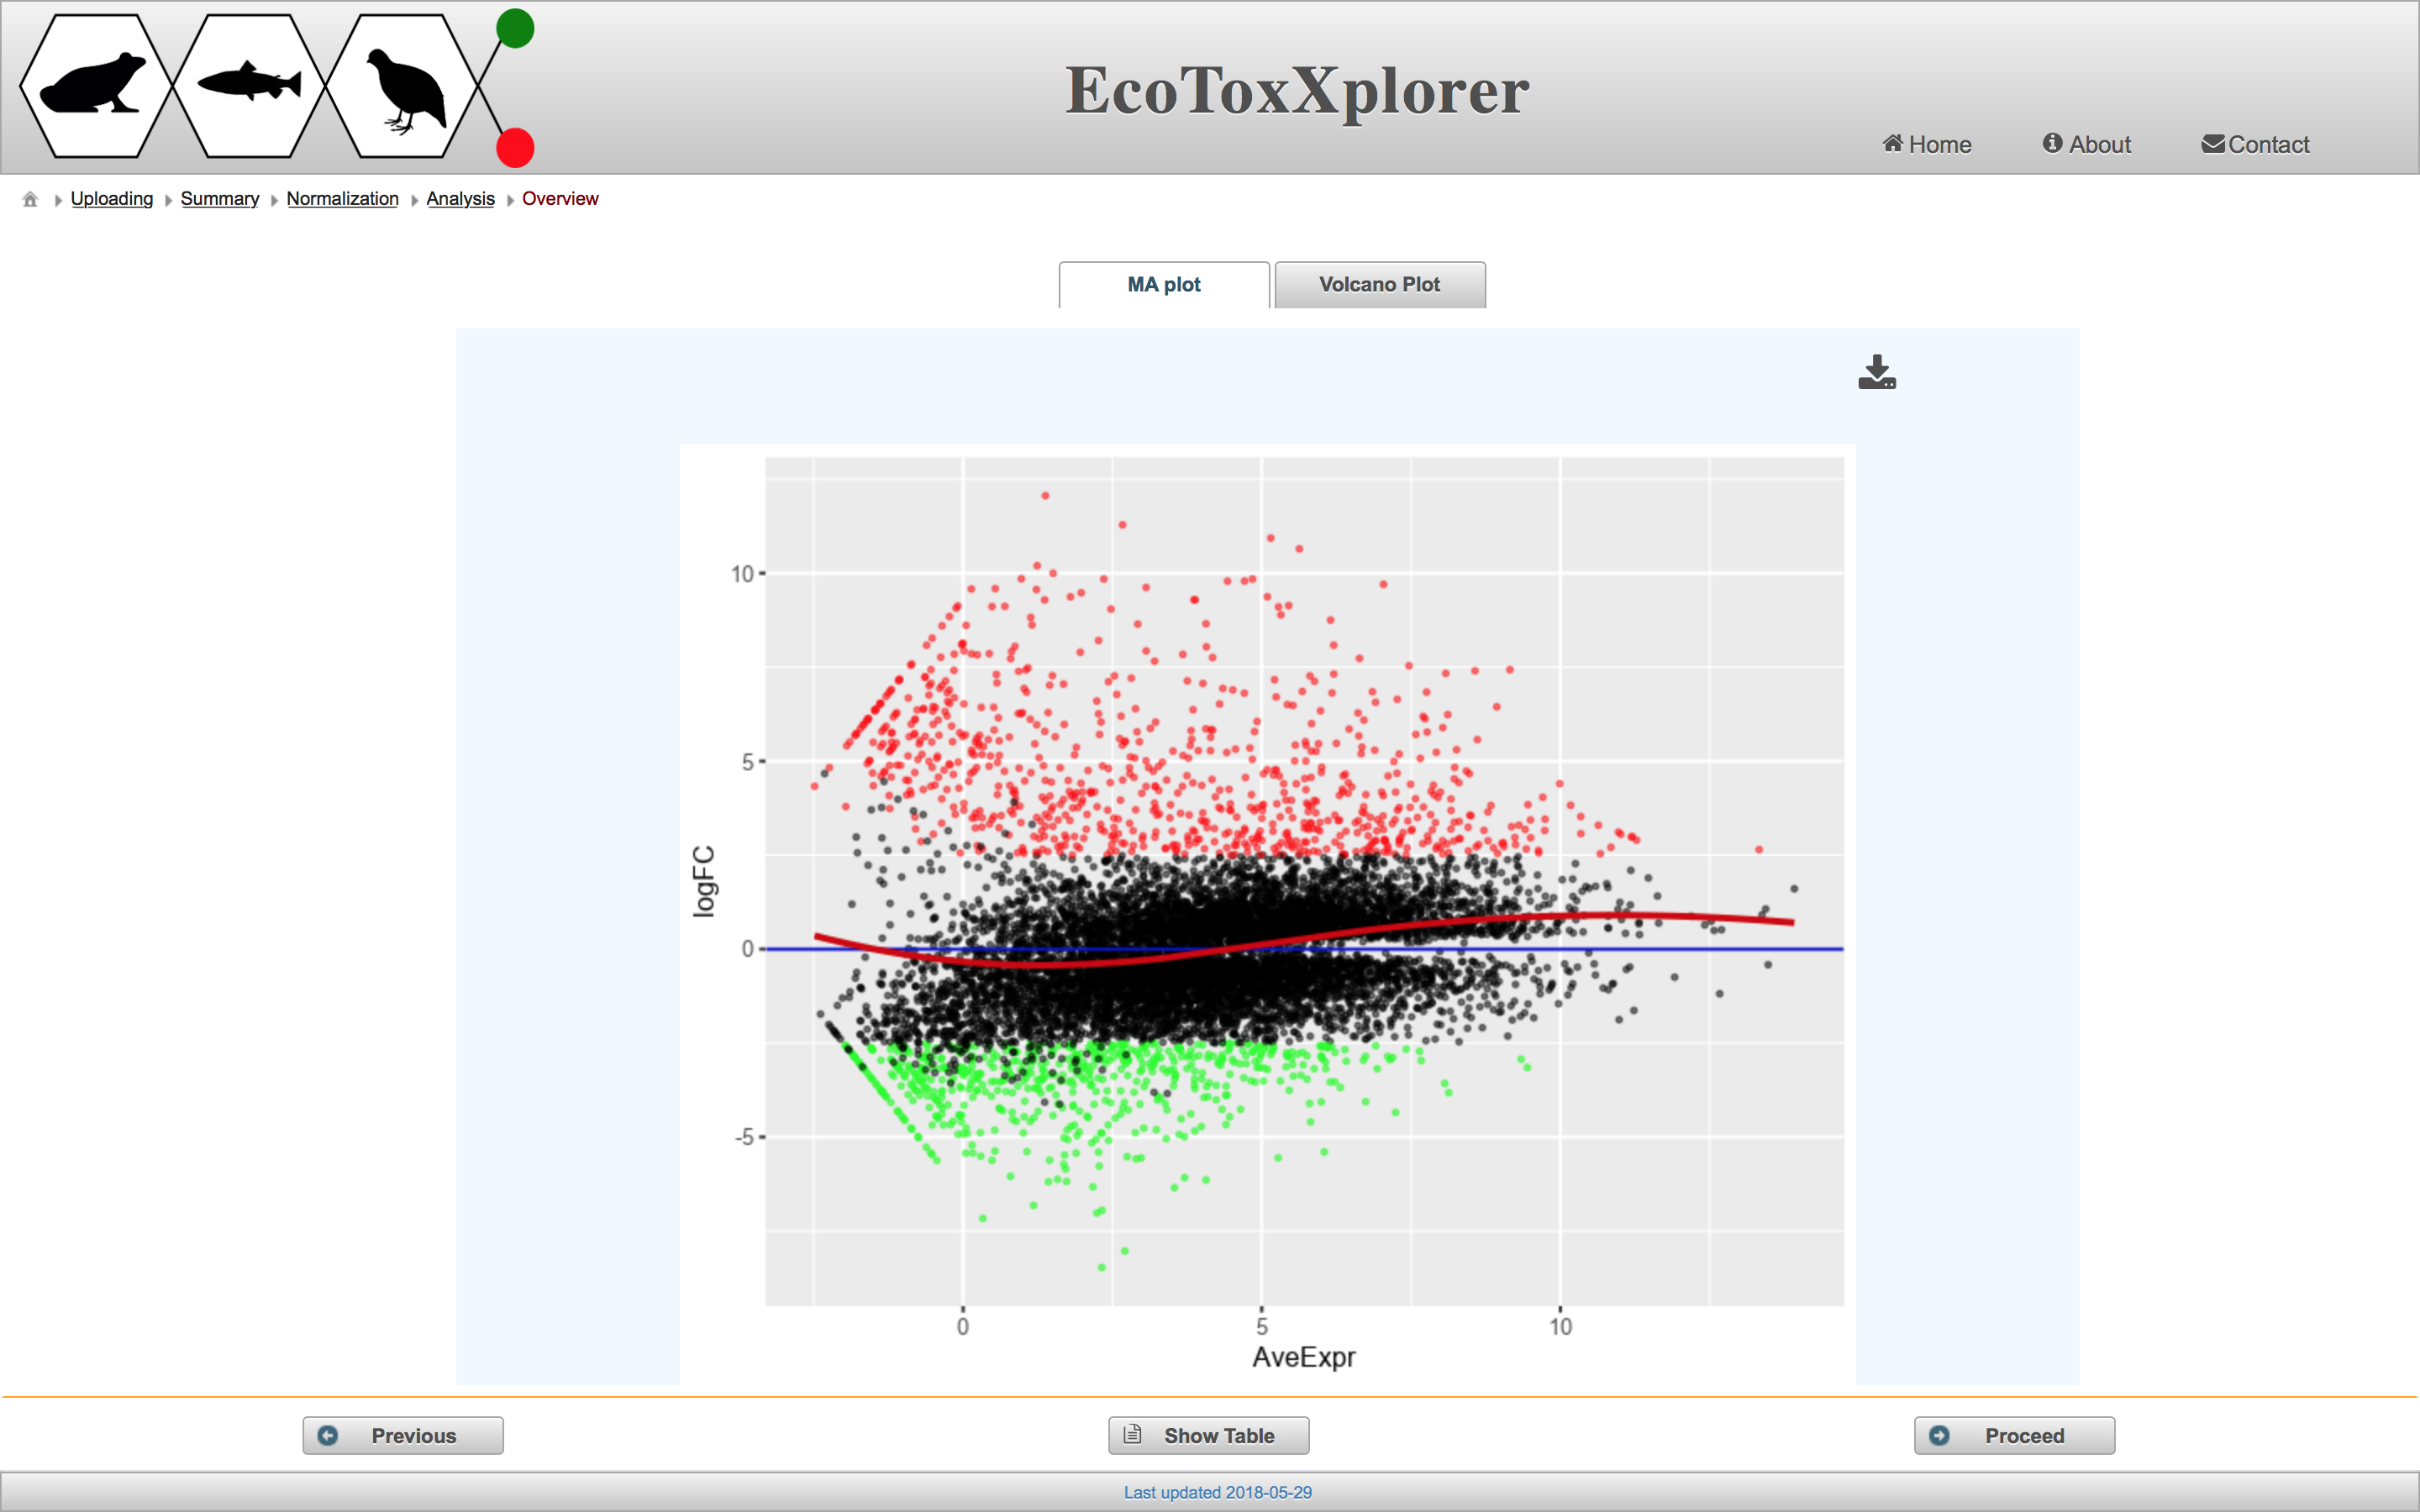 EcoToxXplorer
Home About Contact
Uploading Summary Normalization Analysis Overview
MA plot Volcano Plot
10
5
0
-5
logFC
0 5 10
AveExpr
Previous Show Table Proceed
Last updated 2018-05-29